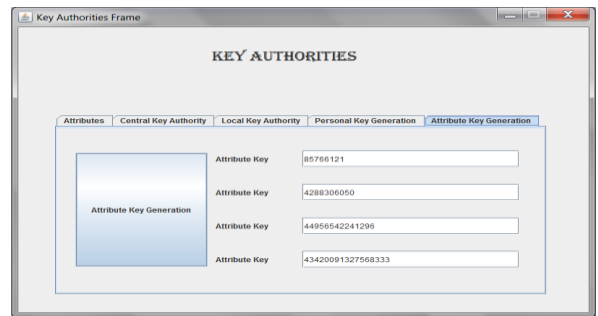 Key Authorities Frame
KEY AUTHORITIES
Attributes Central Key Authority Local Key Authority Personal Key Generation Attribute Key Generation
Attribute Key Generation
Attribute Key 85766121
Attribute Key 4288306050
Attribute Key 44956542241296
Attribute Key 43420091327568333